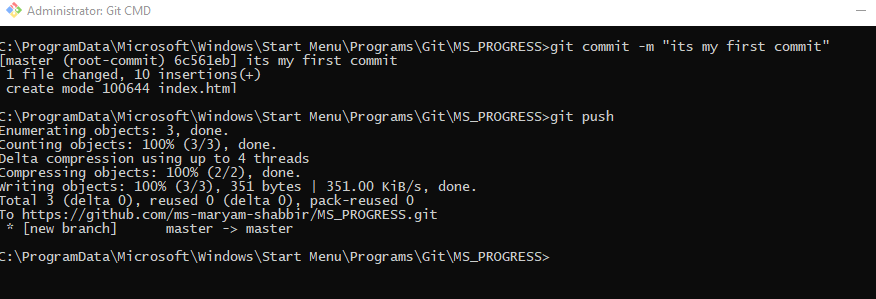 Administrator: Git CMD
C:\ProgramData\Microsoft\Windows\Start Menu\Programs\Git\MS_PROGRESS>git commit -m "its my first commit"
[master (root-commit) 6c561eb] its my first commit
 1 file changed, 10 insertions(+)
 create mode 100644 index.html
C:\ProgramData\Microsoft\Windows\Start Menu\Programs\Git\MS_PROGRESS>git push
Enumerating objects: 3, done.
Counting objects: 100% (3/3), done.
Delta compression using up to 4 threads
Compressing objects: 100% (2/2), done.
Writing objects: 100% (3/3), 351 bytes | 351.00 KiB/s, done.
Total 3 (delta 0), reused 0 (delta 0), pack-reused 0
To https://github.com/ms-maryam-shabbir/MS_PROGRESS.git
 * [new branch]      master -> master
C:\ProgramData\Microsoft\Windows\Start Menu\Programs\Git\MS_PROGRESS>